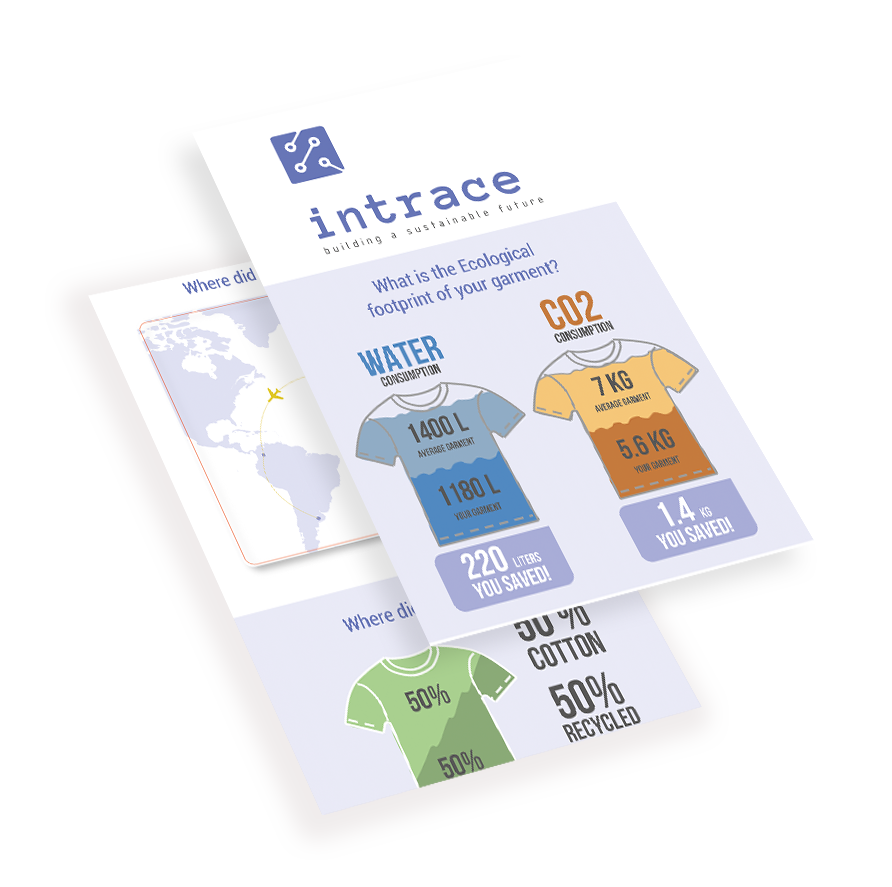 intrace
building a sustainable future
What is the Ecological
footprint of your garment?
WATER
CONSUMPTION
1400 L
AVERAGE GARMENT
1180 L
YOUR GARMENT
220 LITERS
YOU SAVED!
CO2
CONSUMPTION
7 KG
AVERAGE GARMENT
5.6 KG
YOUR GARMENT
1.4 KG
YOU SAVED!
Where did
Where did
50%
50%
50%
COTTON
50%
RECYCLED